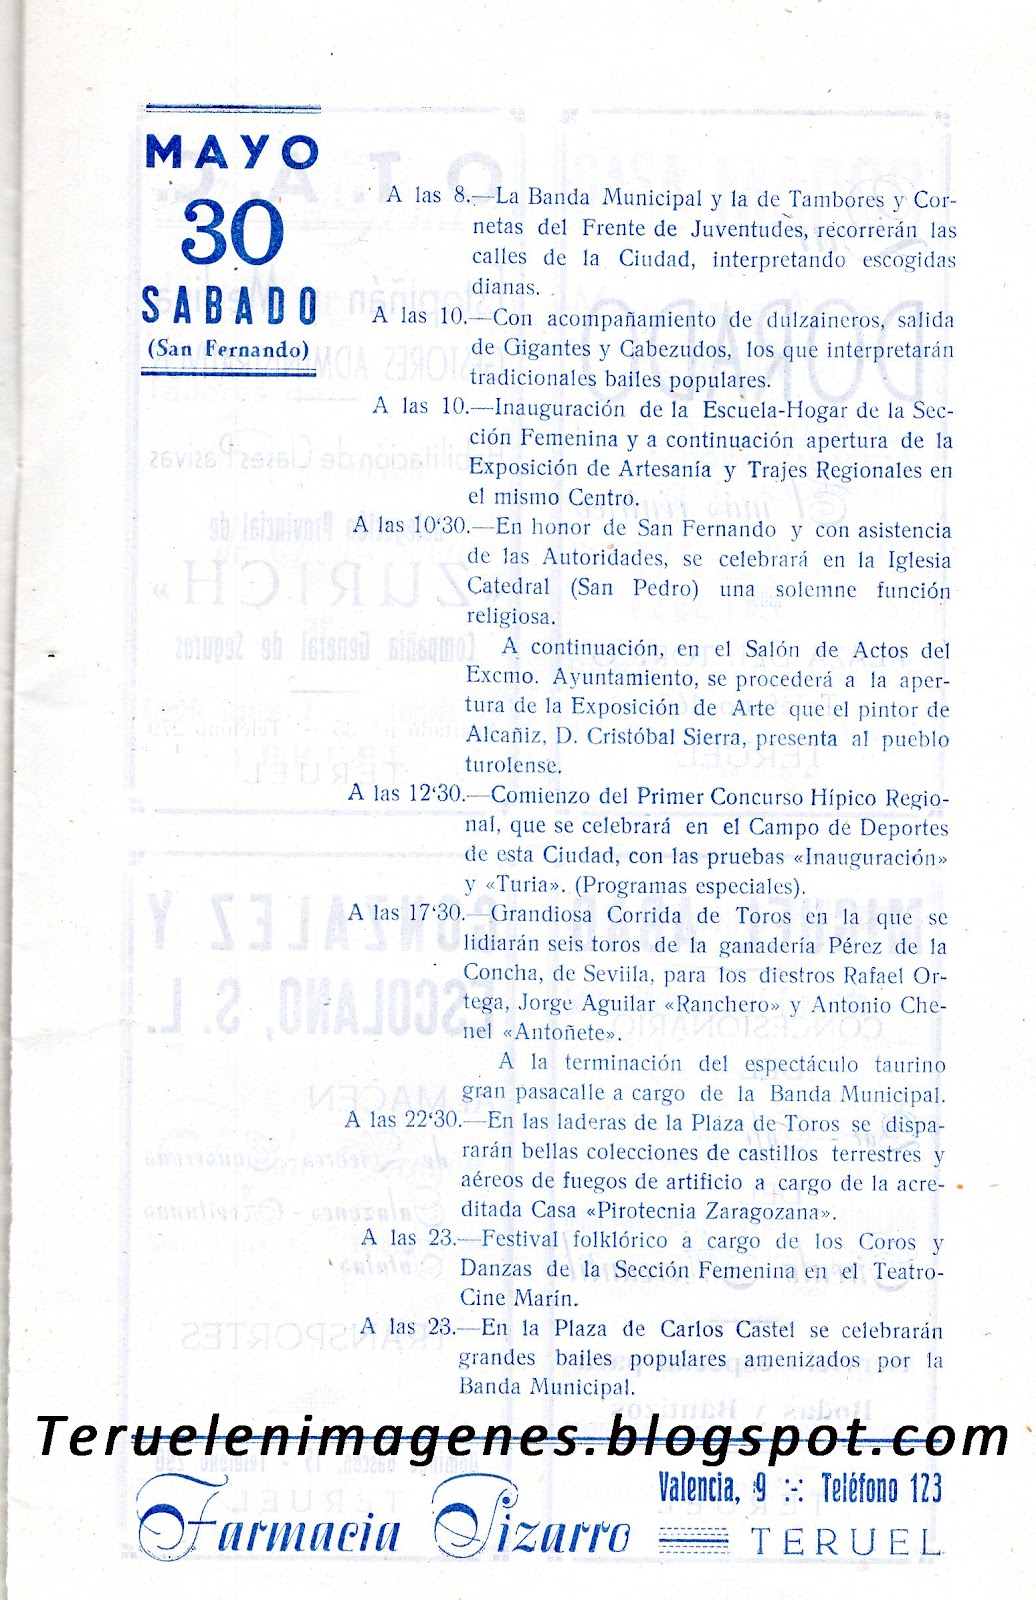 MAYO
30
SABADO
(San Fernando)
A las 8.—La Banda Municipal y la de Tambores y Cor-
netas del Frente de Juventudes, recorrerán las
calles de la Ciudad, interpretando escogidas
dianas.
A las 10.—Con acompañamiento de dulzaineros, salida
de Gigantes y Cabezudos, los que interpretarán
tradicionales bailes populares.
A las 10.—Inauguración de la Escuela-Hogar de la Sec-
ción Femenina y a continuación apertura de la
Exposición de Artesanía y Trajes Regionales en
el mismo Centro.
A las 10'30.—En honor de San Fernando y con asistencia
de las Autoridades, se celebrará en la Iglesia
Catedral (San Pedro) una solemne función
religiosa.
A continuación, en el Salón de Actos del
Excmo. Ayuntamiento, se procederá a la aper-
tura de la Exposición de Arte que el pintor de
Alcañiz, D. Cristóbal Sierra, presenta al pueblo
turolense.
A las 12'30.—Comienzo del Primer Concurso Hípico Regio-
nal, que se celebrará en el Campo de Deportes
de esta Ciudad, con las pruebas «Inauguración»
y «Turia». (Programas especiales).
A las 17'30.—Grandiosa Corrida de Toros en la que se
lidiarán seis toros de la ganadería Pérez de la
Concha, de Seviila, para los diestros Rafael Or-
tega, Jorge Aguilar «Ranchero» y Antonio Che-
nel «Antoñete».
A la terminación del espectáculo taurino
gran pasacalle a cargo de la Banda Municipal.
A las 22'30.—En las laderas de la Plaza de Toros se dispa-
rarán bellas colecciones de castillos terrestres y
aéreos de fuegos de artificio a cargo de la acre-
ditada Casa «Pirotecnia Zaragozana».
A las 23.—Festival folklórico a cargo de los Coros y
Danzas de la Sección Femenina en el Teatro-
Cine Marín.
A las 23.—En la Plaza de Carlos Castel se celebrarán
grandes bailes populares amenizados por la
Banda Municipal.
Teruelenimagenes.blogspot.com
Farmacia Pizarro
Valencia, 9 :-: Teléfono 123
TERUEL